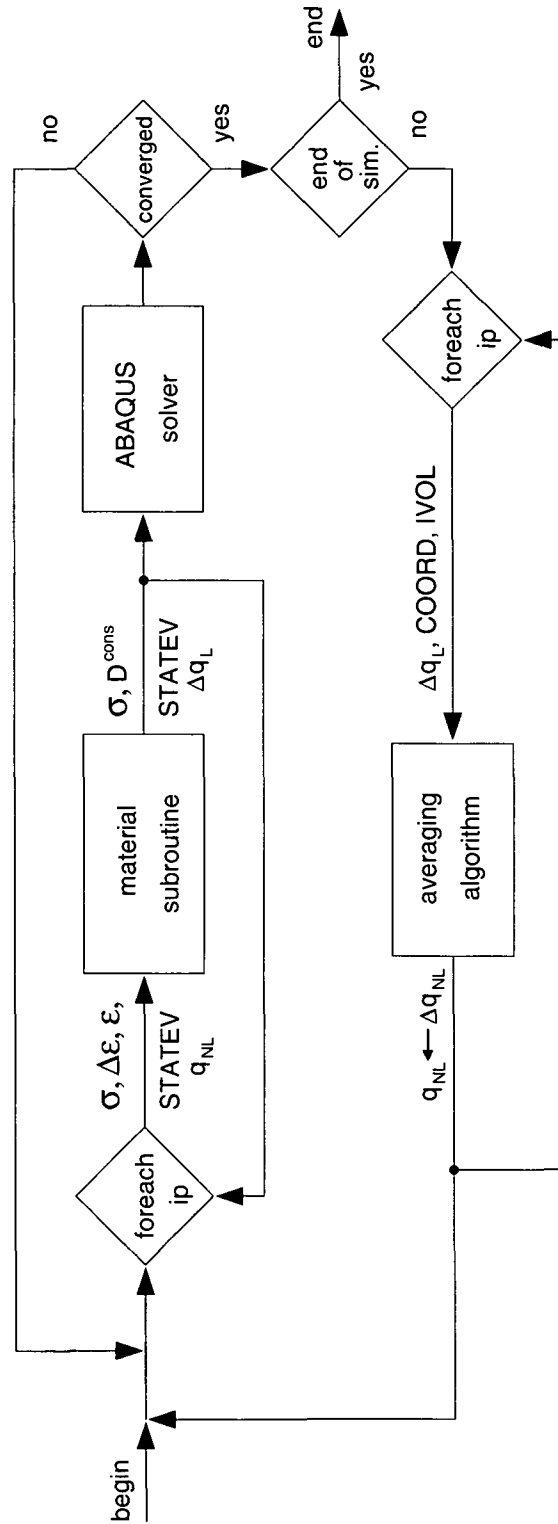 begin
foreach
ip
σ, Δε, ε,
STATEV
q_NL
material
subroutine
σ, D^cons
STATEV
Δq_L
ABAQUS
solver
converged
no
yes
end
of
sim.
yes
end
no
foreach
ip
Δq_L, COORD, IVOL
averaging
algorithm
q_NL ← Δq_NL